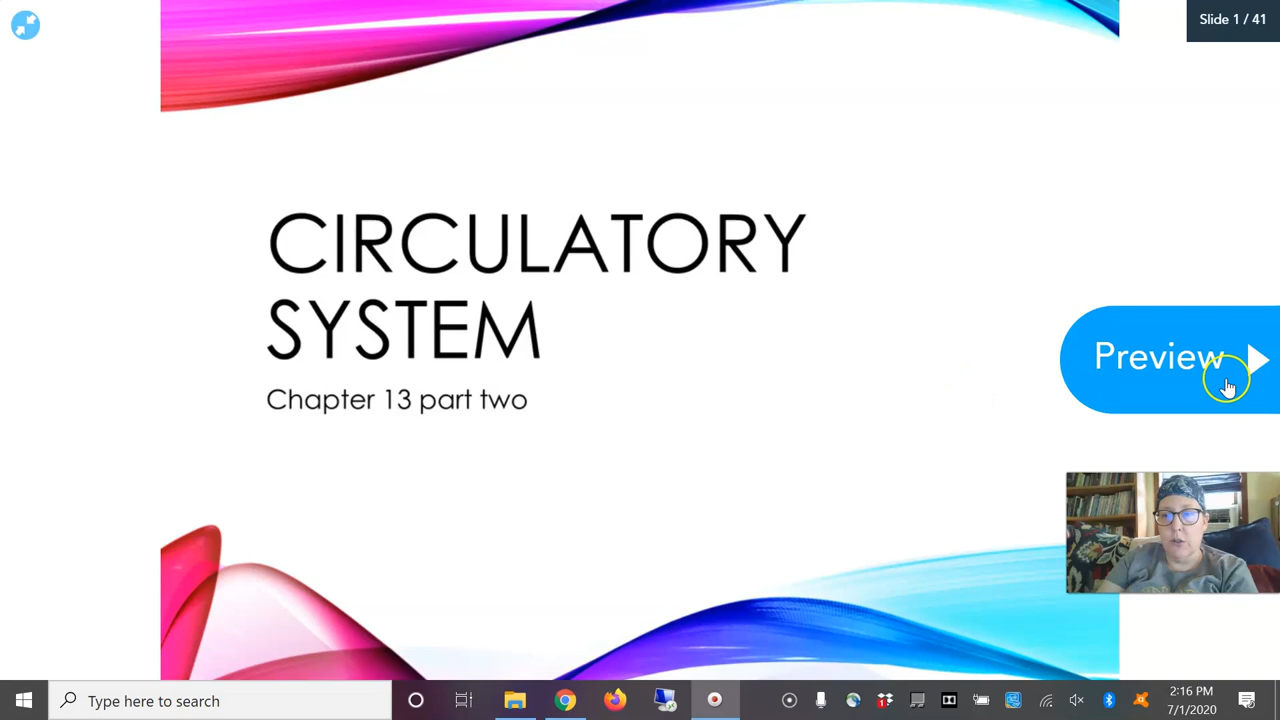 Slide 1 / 41
CIRCULATORY
SYSTEM
Chapter 13 part two
Preview
Type here to search
1
2:16 PM
7/1/2020